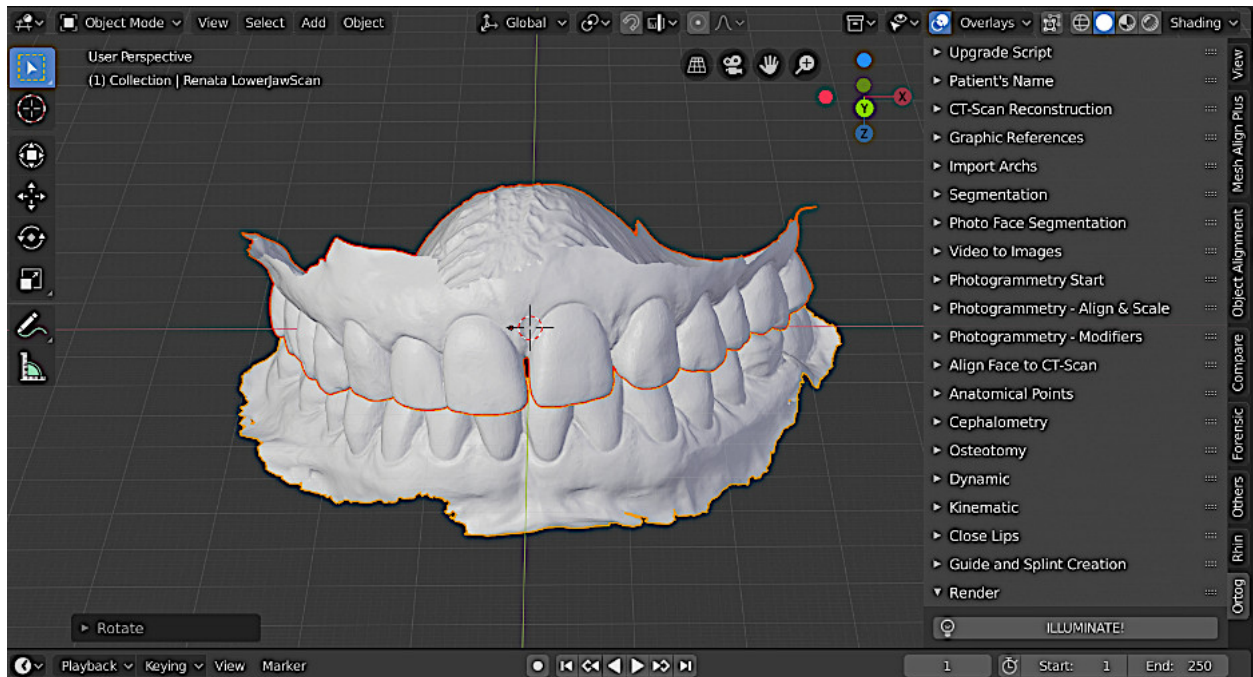 Object Mode View Select Add Object Global Overlays Shading
User Perspective
(1) Collection | Renata LowerJawScan
X
Y
Z
Upgrade Script
Patient's Name
CT-Scan Reconstruction
Graphic References
Import Archs
Segmentation
Photo Face Segmentation
Video to Images
Photogrammetry Start
Photogrammetry - Align & Scale
Photogrammetry - Modifiers
Align Face to CT-Scan
Anatomical Points
Cephalometry
Osteotomy
Dynamic
Kinematic
Close Lips
Guide and Splint Creation
Render
ILLUMINATE!
View
Mesh Align Plus
Object Alignment
Compare
Forensic
Others
Rhin
Ortog
Rotate
Playback Keying View Marker 1 Start: 1 End: 250